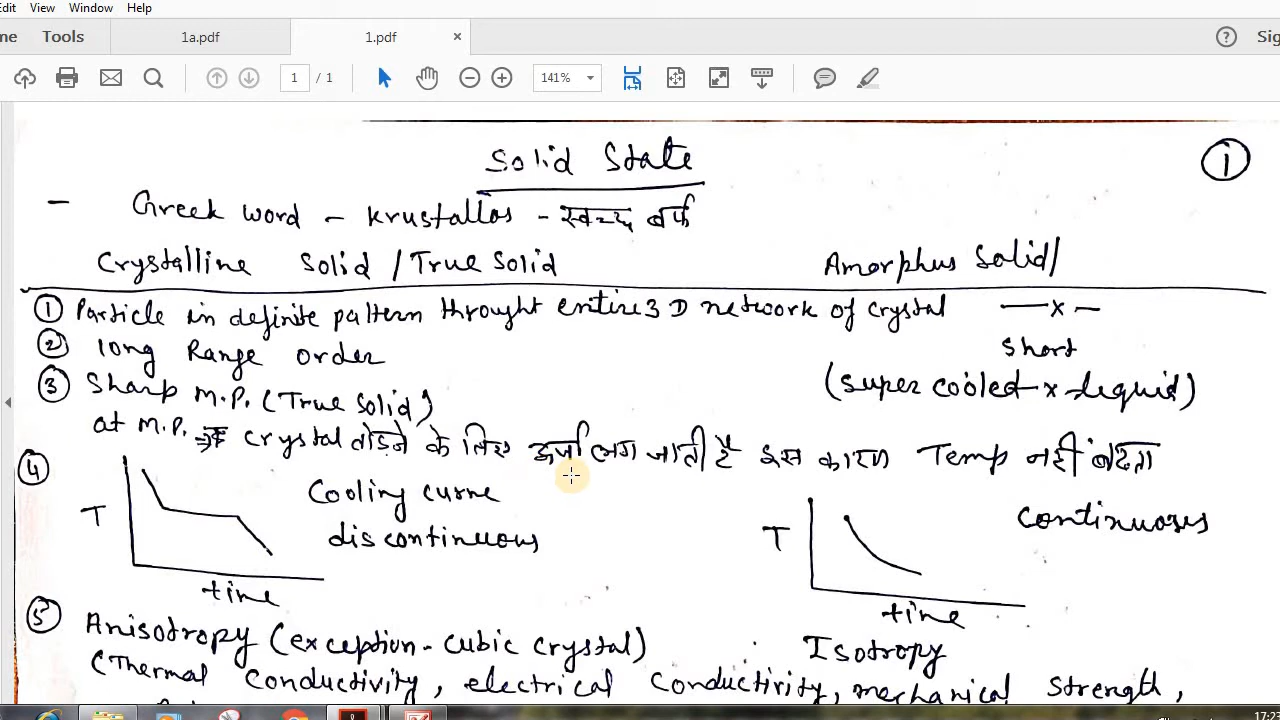 Edit View Window Help
me Tools 1a.pdf 1.pdf × Sig
1 / 1 141%
Solid State
1
- Greek word - krustallos - स्वच्छ बर्फ
Crystalline Solid / True Solid Amorphus Solid/
① Particle in definite pattern throught entire 3 D network of crystal —x—
② long Range order short
③ Sharp M.P. (True Solid) (super cooled liquid)
at M.P. → crystal तोड़ने के लिए ऊर्जा लग जाती है इस कारण Temp नही बढ़ता
④ T Cooling curve T continuous
discontinuous
time time
⑤ Anisotropy (exception - cubic crystal) Isotropy
(Thermal conductivity, electrical conductivity, mechanical strength,
17:23